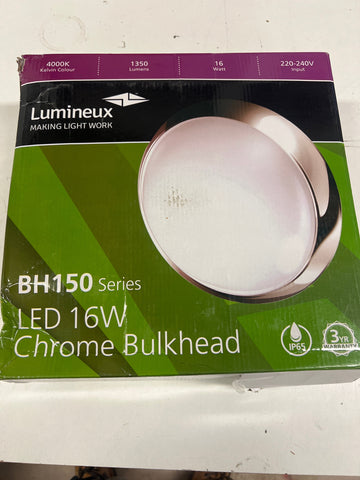 4000K 1350 16 220-240V
Kelvin Colour Lumens Watt Input
Lumineux
MAKING LIGHT WORK
BH150 Series
LED 16W
Chrome Bulkhead
IP65
3YR
WARRANTY